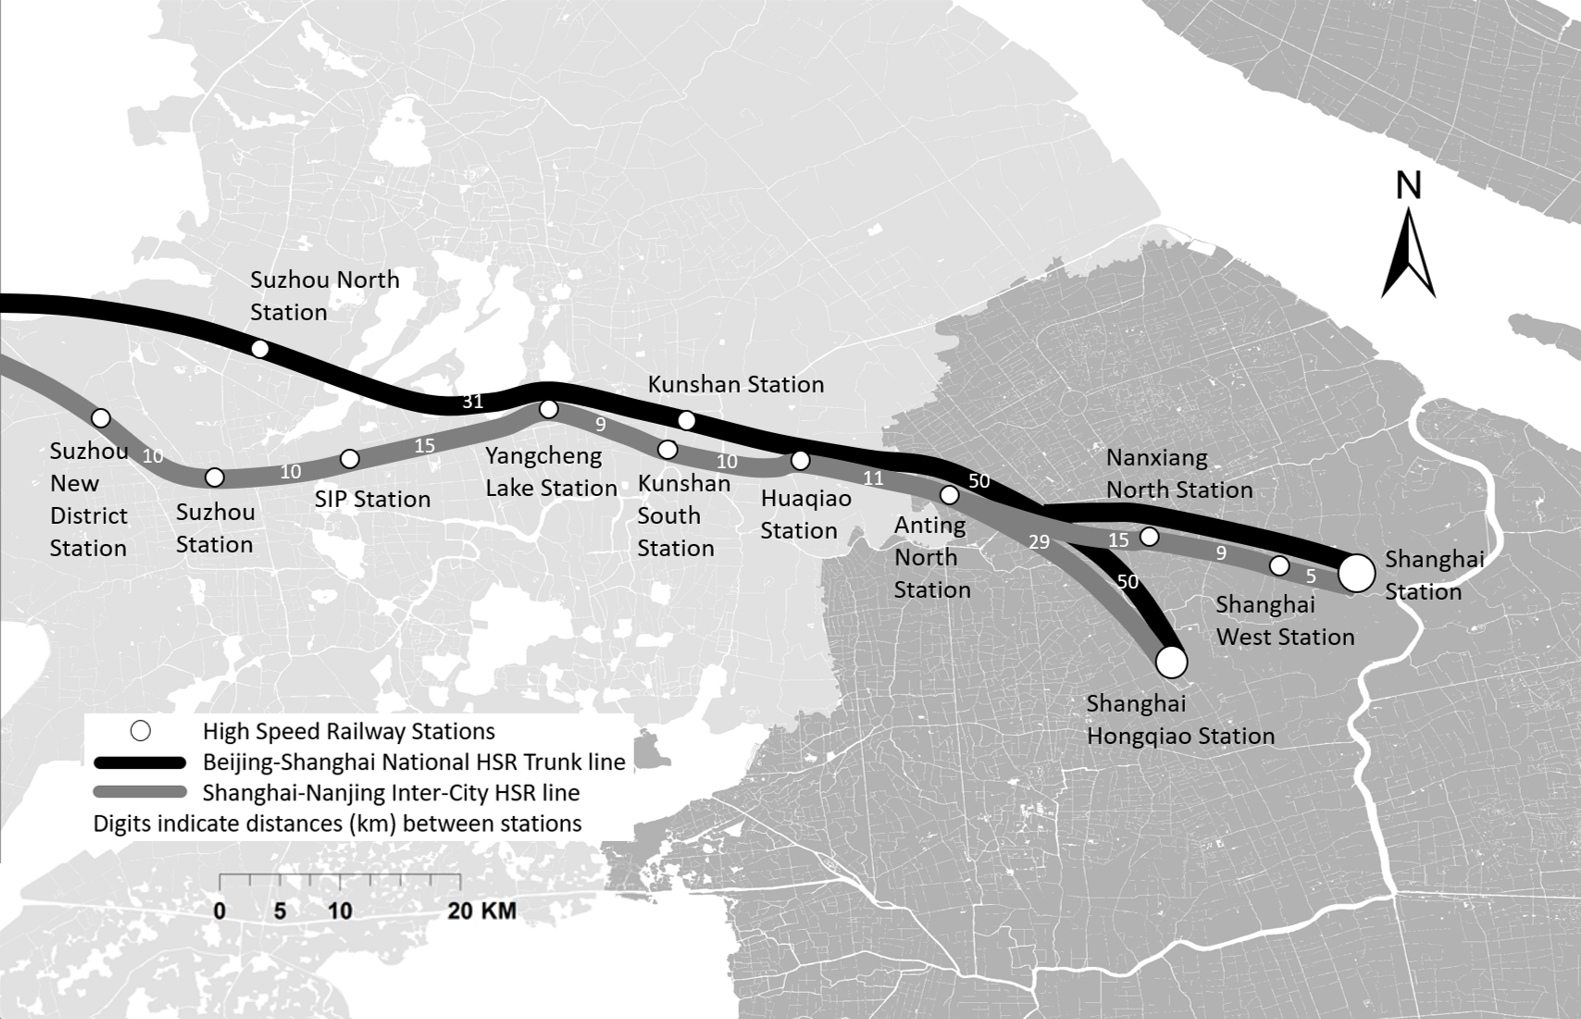 N
Suzhou North
Station
31
Kunshan Station
Suzhou
New
District
Station
10
Suzhou
Station
10
SIP Station
15
Yangcheng
Lake Station
9
Kunshan
South
Station
10
Huaqiao
Station
11
Anting
North
Station
50
29
Nanxiang
North Station
15
9
5
50
Shanghai
Station
Shanghai
West Station
Shanghai
Hongqiao Station
High Speed Railway Stations
Beijing-Shanghai National HSR Trunk line
Shanghai-Nanjing Inter-City HSR line
Digits indicate distances (km) between stations
0 5 10 20 KM